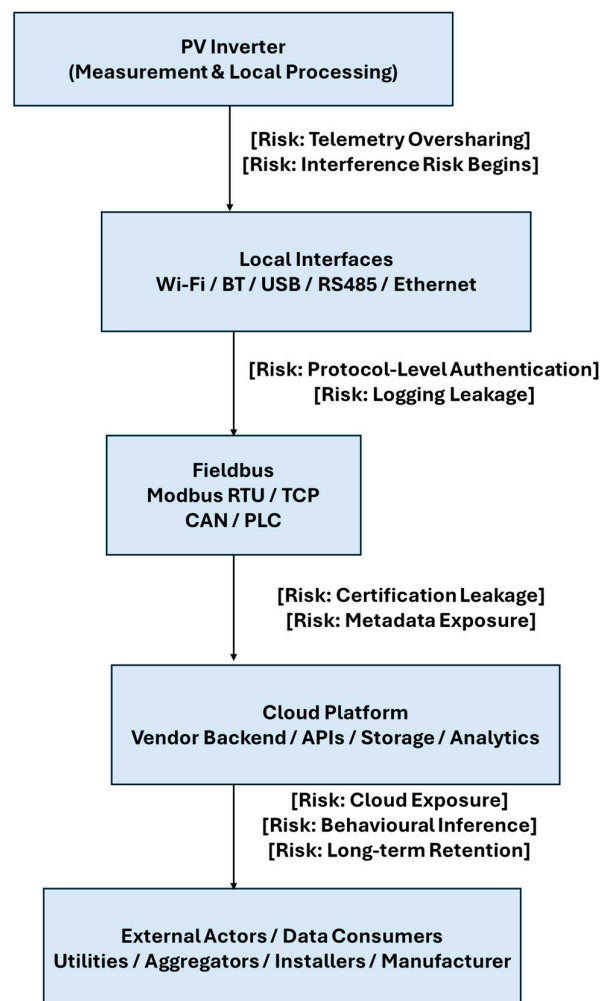 PV Inverter
(Measurement & Local Processing)
[Risk: Telemetry Oversharing]
[Risk: Interference Risk Begins]
Local Interfaces
Wi-Fi / BT / USB / RS485 / Ethernet
[Risk: Protocol-Level Authentication]
[Risk: Logging Leakage]
Fieldbus
Modbus RTU / TCP
CAN / PLC
[Risk: Certification Leakage]
[Risk: Metadata Exposure]
Cloud Platform
Vendor Backend / APIs / Storage / Analytics
[Risk: Cloud Exposure]
[Risk: Behavioural Inference]
[Risk: Long-term Retention]
External Actors / Data Consumers
Utilities / Aggregators / Installers / Manufacturer